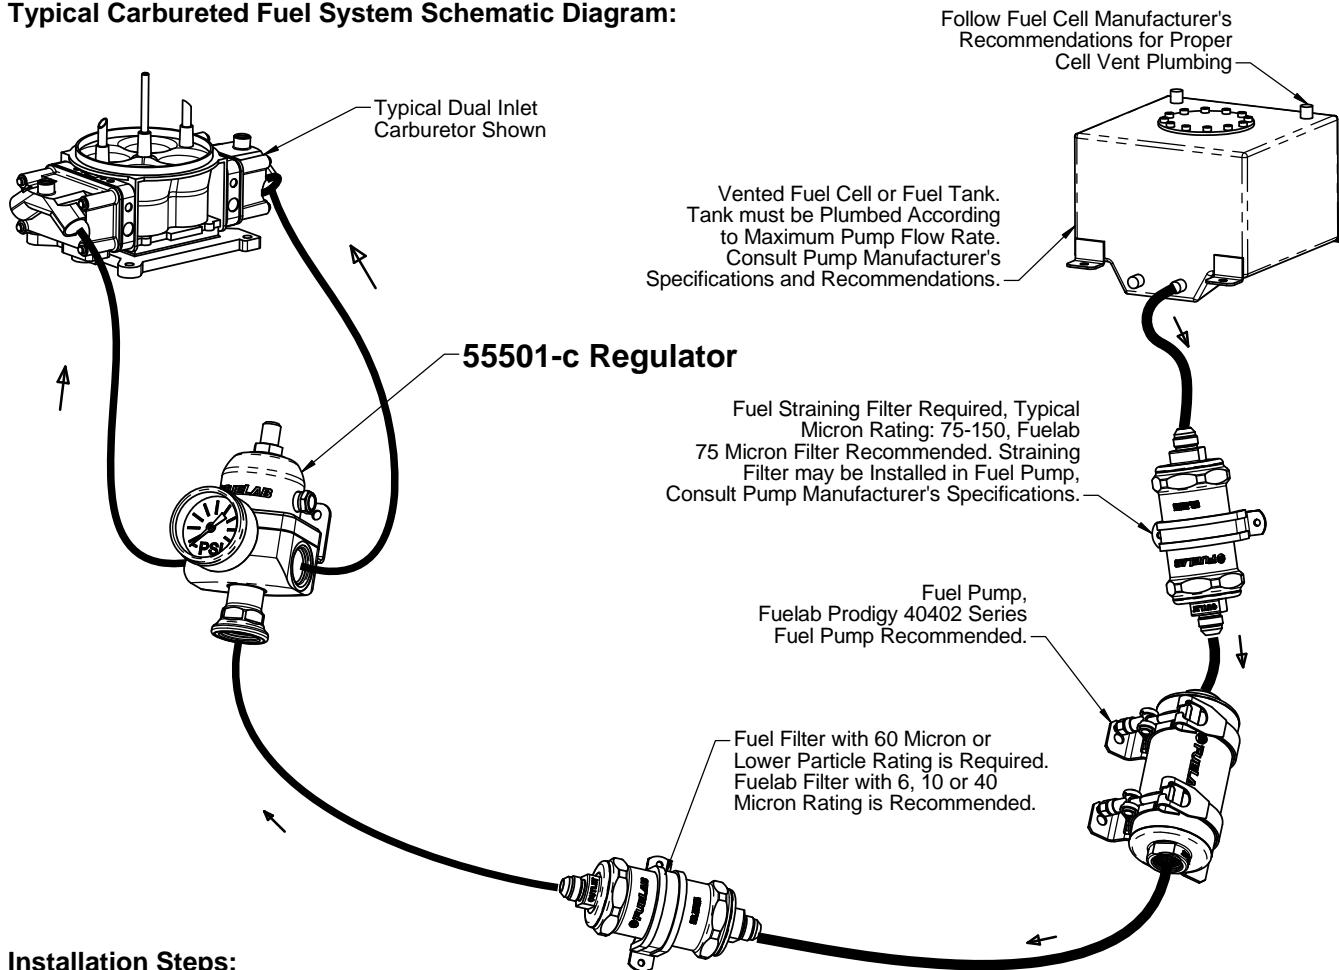 Typical Carbureted Fuel System Schematic Diagram:
Follow Fuel Cell Manufacturer's
Recommendations for Proper
Cell Vent Plumbing
Typical Dual Inlet
Carburetor Shown
Vented Fuel Cell or Fuel Tank.
Tank must be Plumbed According
to Maximum Pump Flow Rate.
Consult Pump Manufacturer's
Specifications and Recommendations.
55501-c Regulator
Fuel Straining Filter Required, Typical
Micron Rating: 75-150, Fuelab
75 Micron Filter Recommended. Straining
Filter may be Installed in Fuel Pump,
Consult Pump Manufacturer's Specifications.
PSI
FUELAB
Fuel Pump,
Fuelab Prodigy 40402 Series
Fuel Pump Recommended.
Fuel Filter with 60 Micron or
Lower Particle Rating is Required.
Fuelab Filter with 6, 10 or 40
Micron Rating is Recommended.
FUELAB
Installation Steps: